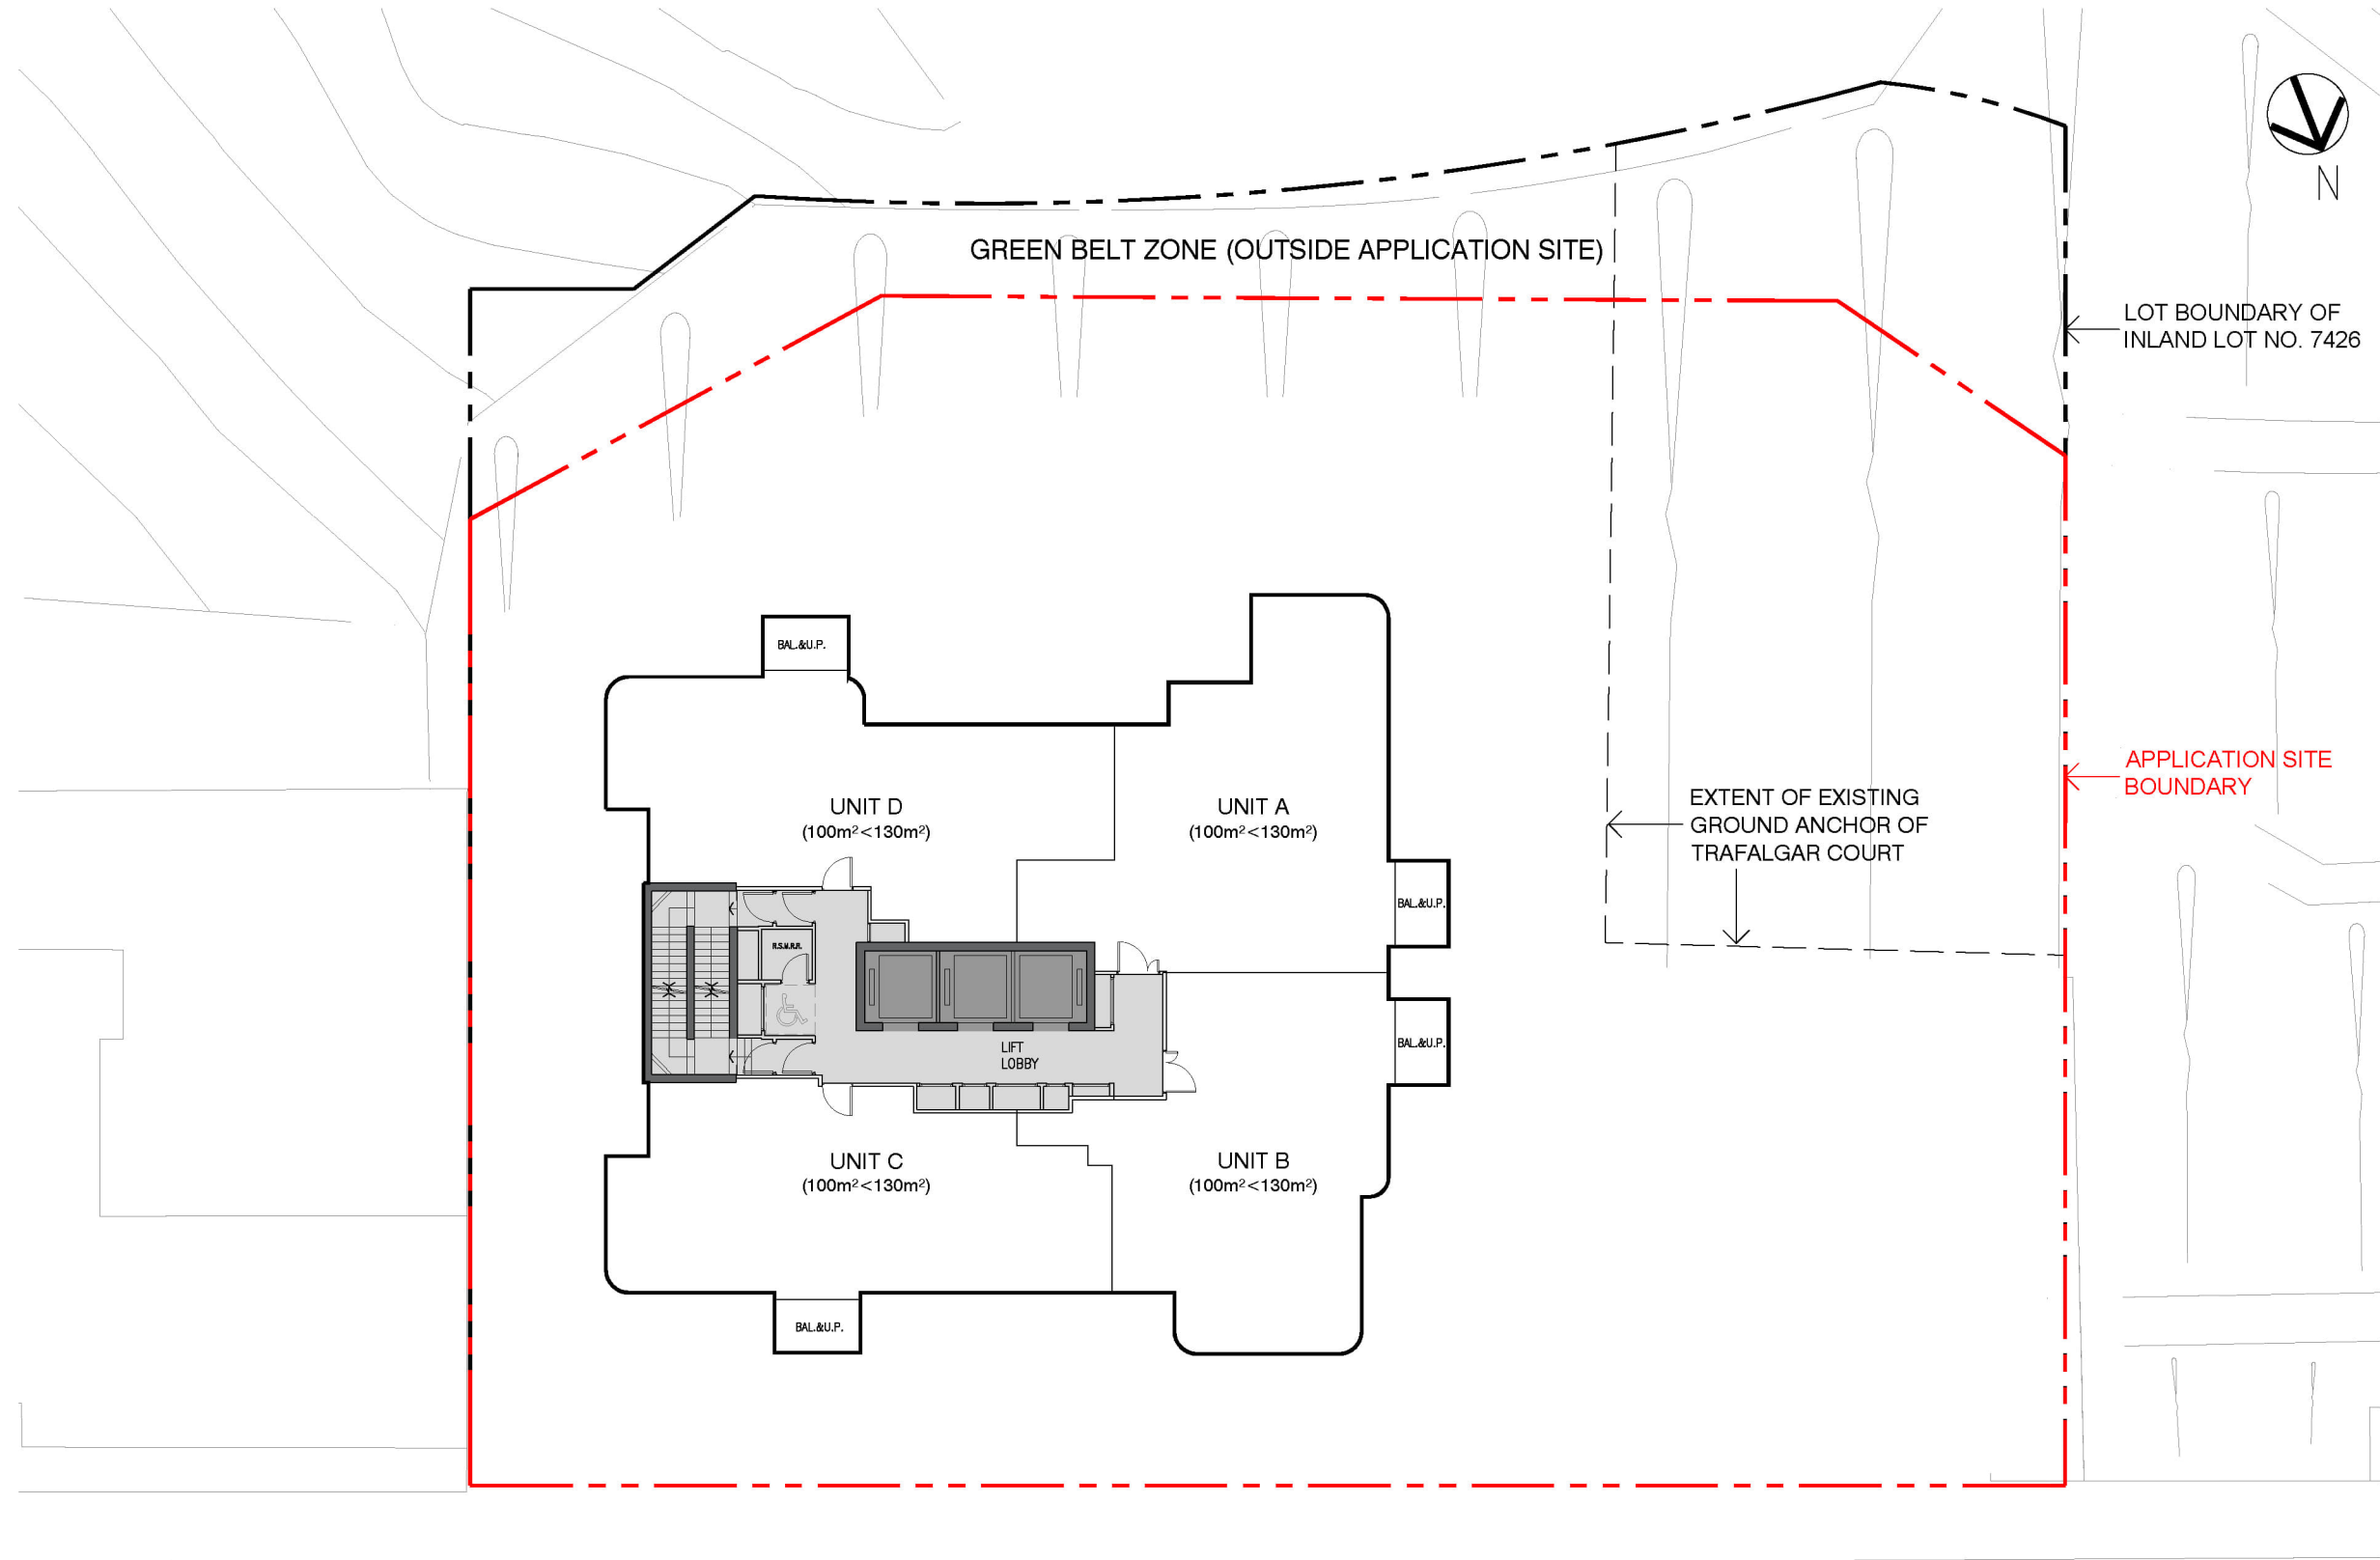 N
GREEN BELT ZONE (OUTSIDE APPLICATION SITE)
LOT BOUNDARY OF
INLAND LOT NO. 7426
BAL.&U.P.
APPLICATION SITE
BOUNDARY
EXTENT OF EXISTING
GROUND ANCHOR OF
TRAFALGAR COURT
UNIT D
(100m²<130m²)
UNIT A
(100m²<130m²)
BAL.&U.P.
R.S.M.R.R.
LIFT
LOBBY
BAL.&U.P.
UNIT C
(100m²<130m²)
UNIT B
(100m²<130m²)
BAL.&U.P.